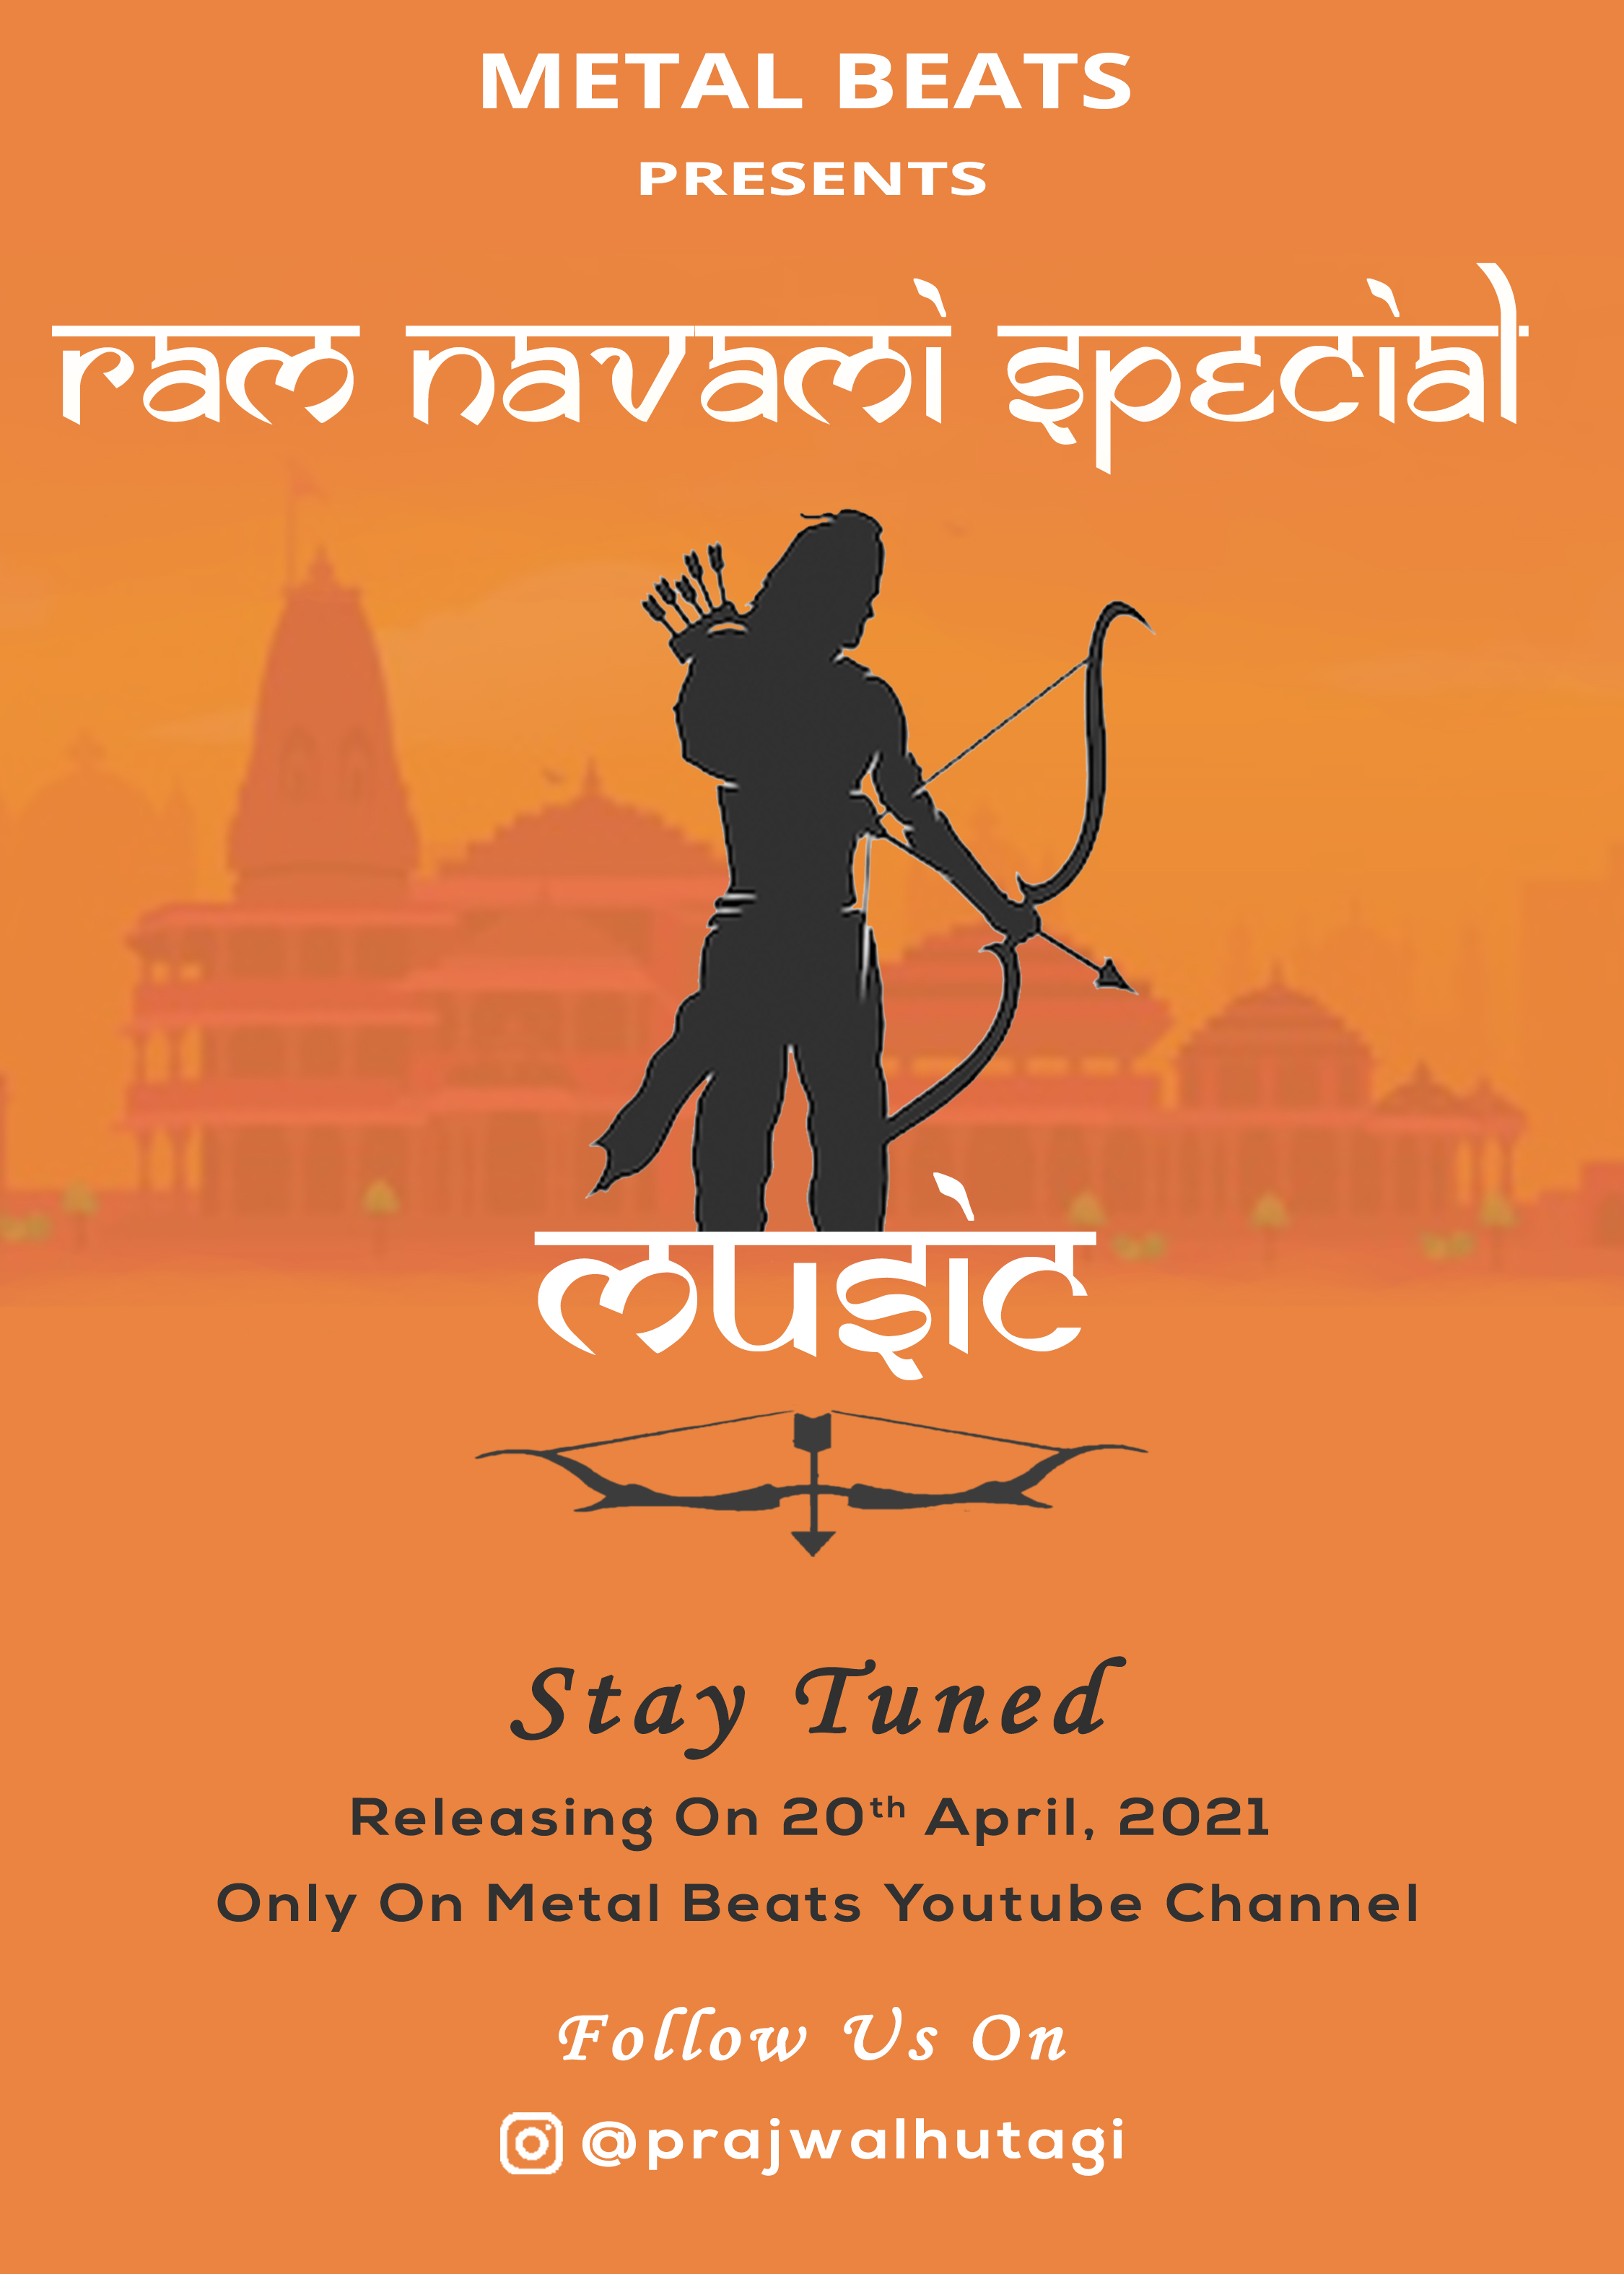 METAL BEATS
PRESENTS
ram navami special
music
Stay Tuned
Releasing On 20th April, 2021
Only On Metal Beats Youtube Channel
Follow Us On
@prajwalhutagi